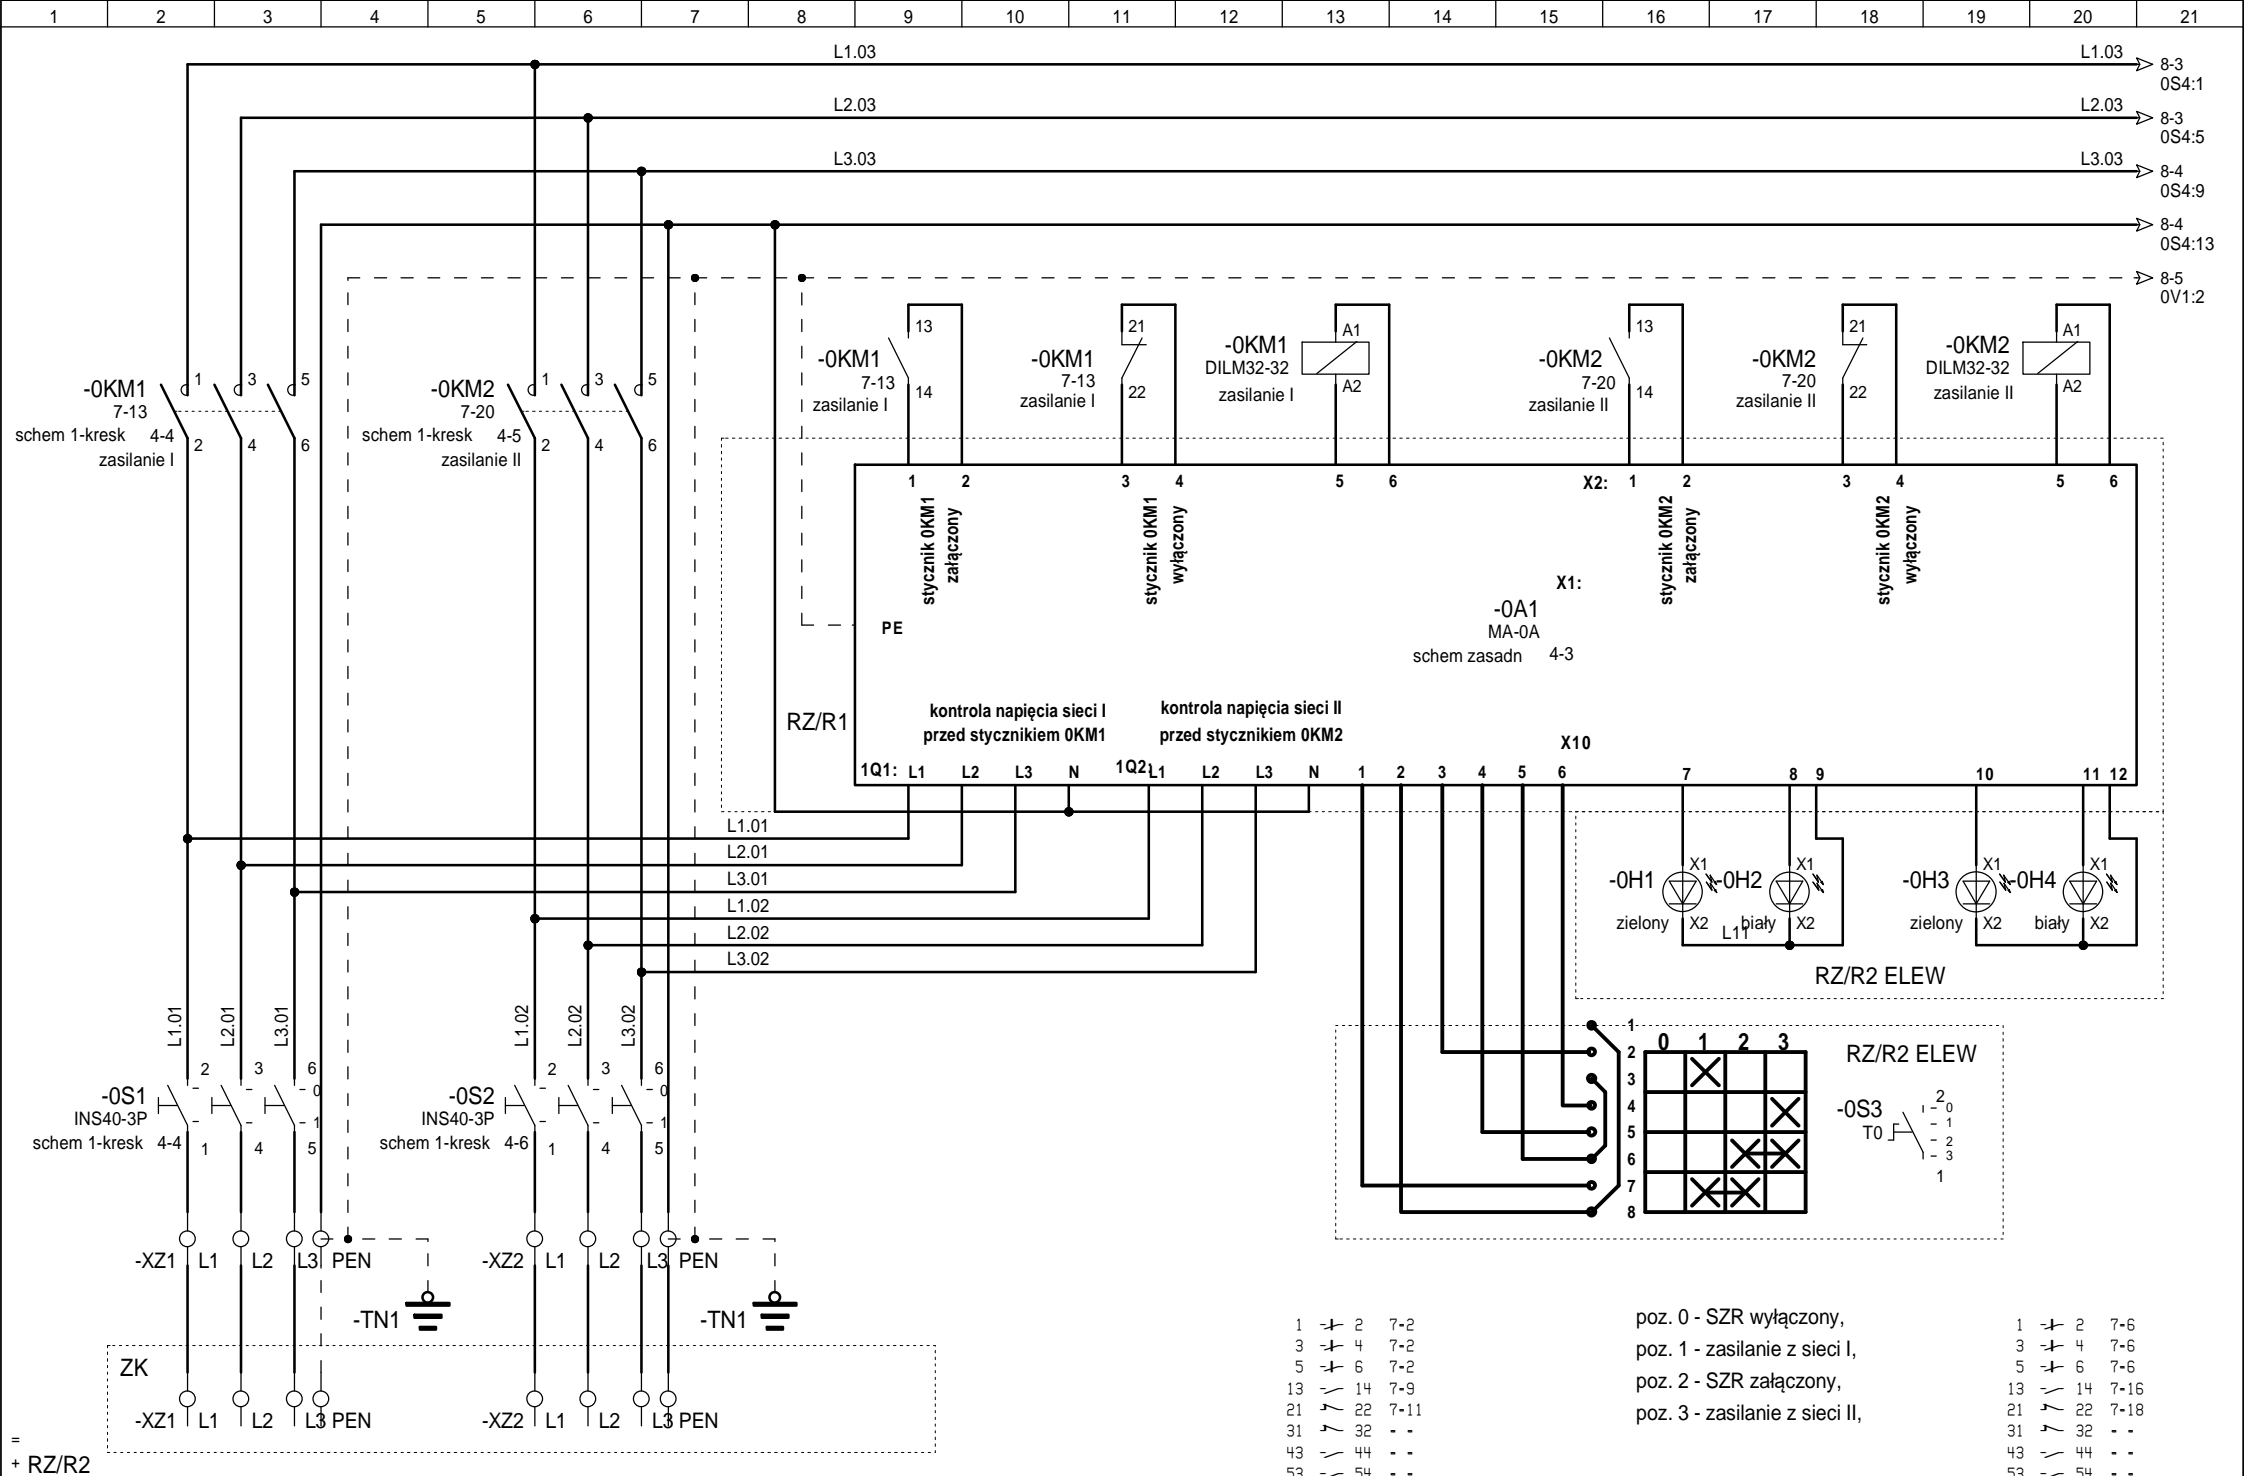 1 2 3 4 5 6 7 8 9 10 11 12 13 14 15 16 17 18 19 20 21
L1.03 L1.03 8-3
0S4:1
L2.03 L2.03 8-3
0S4:5
L3.03 L3.03 8-4
0S4:9
8-4
0S4:13
8-5
0V1:2
-0KM1
7-13
schem 1-kresk 4-4
zasilanie I
1 3 5
2 4 6
-0KM2
7-20
schem 1-kresk 4-5
zasilanie II
1 3 5
2 4 6
-0KM1
7-13
zasilanie I
13
14
-0KM1
7-13
zasilanie I
21
22
-0KM1
DILM32-32
zasilanie I
A1
A2
-0KM2
7-20
zasilanie II
13
14
-0KM2
7-20
zasilanie II
21
22
-0KM2
DILM32-32
zasilanie II
A1
A2
1 2 3 4 5 6 X2: 1 2 3 4 5 6
stycznik 0KM1
załączony
stycznik 0KM1
wyłączony
stycznik 0KM2
załączony
stycznik 0KM2
wyłączony
X1:
-0A1
MA-0A
schem zasadn 4-3
PE
RZ/R1
kontrola napięcia sieci I
przed stycznikiem 0KM1
kontrola napięcia sieci II
przed stycznikiem 0KM2
X10
1Q1: L1 L2 L3 N 1Q2: L1 L2 L3 N 1 2 3 4 5 6 7 8 9 10 11 12
L1.01
L2.01
L3.01
L1.02
L2.02
L3.02
-0H1 X1
zielony X2
-0H2 X1
biały X2
L11
-0H3 X1
zielony X2
-0H4 X1
biały X2
RZ/R2 ELEW
L1.01 L2.01 L3.01
L1.02 L2.02 L3.02
-0S1
INS40-3P
schem 1-kresk 4-4
2 3 6
0
1
1 4 5
-0S2
INS40-3P
schem 1-kresk 4-6
2 3 6
0
1
1 4 5
1
2
3
4
5
6
7
8
0 1 2 3
RZ/R2 ELEW
-0S3
T0
2
0
1
2
3
1
-XZ1 L1 L2 L3 PEN
-XZ2 L1 L2 L3 PEN
-TN1
-TN1
ZK
-XZ1 L1 L2 L3 PEN
-XZ2 L1 L2 L3 PEN
1 2 7-2
3 4 7-2
5 6 7-2
13 14 7-9
21 22 7-11
31 32 - -
43 44 - -
53 54 - -
poz. 0 - SZR wyłączony,
poz. 1 - zasilanie z sieci I,
poz. 2 - SZR załączony,
poz. 3 - zasilanie z sieci II,
1 2 7-6
3 4 7-6
5 6 7-6
13 14 7-16
21 22 7-18
31 32 - -
43 44 - -
53 54 - -
=
+ RZ/R2